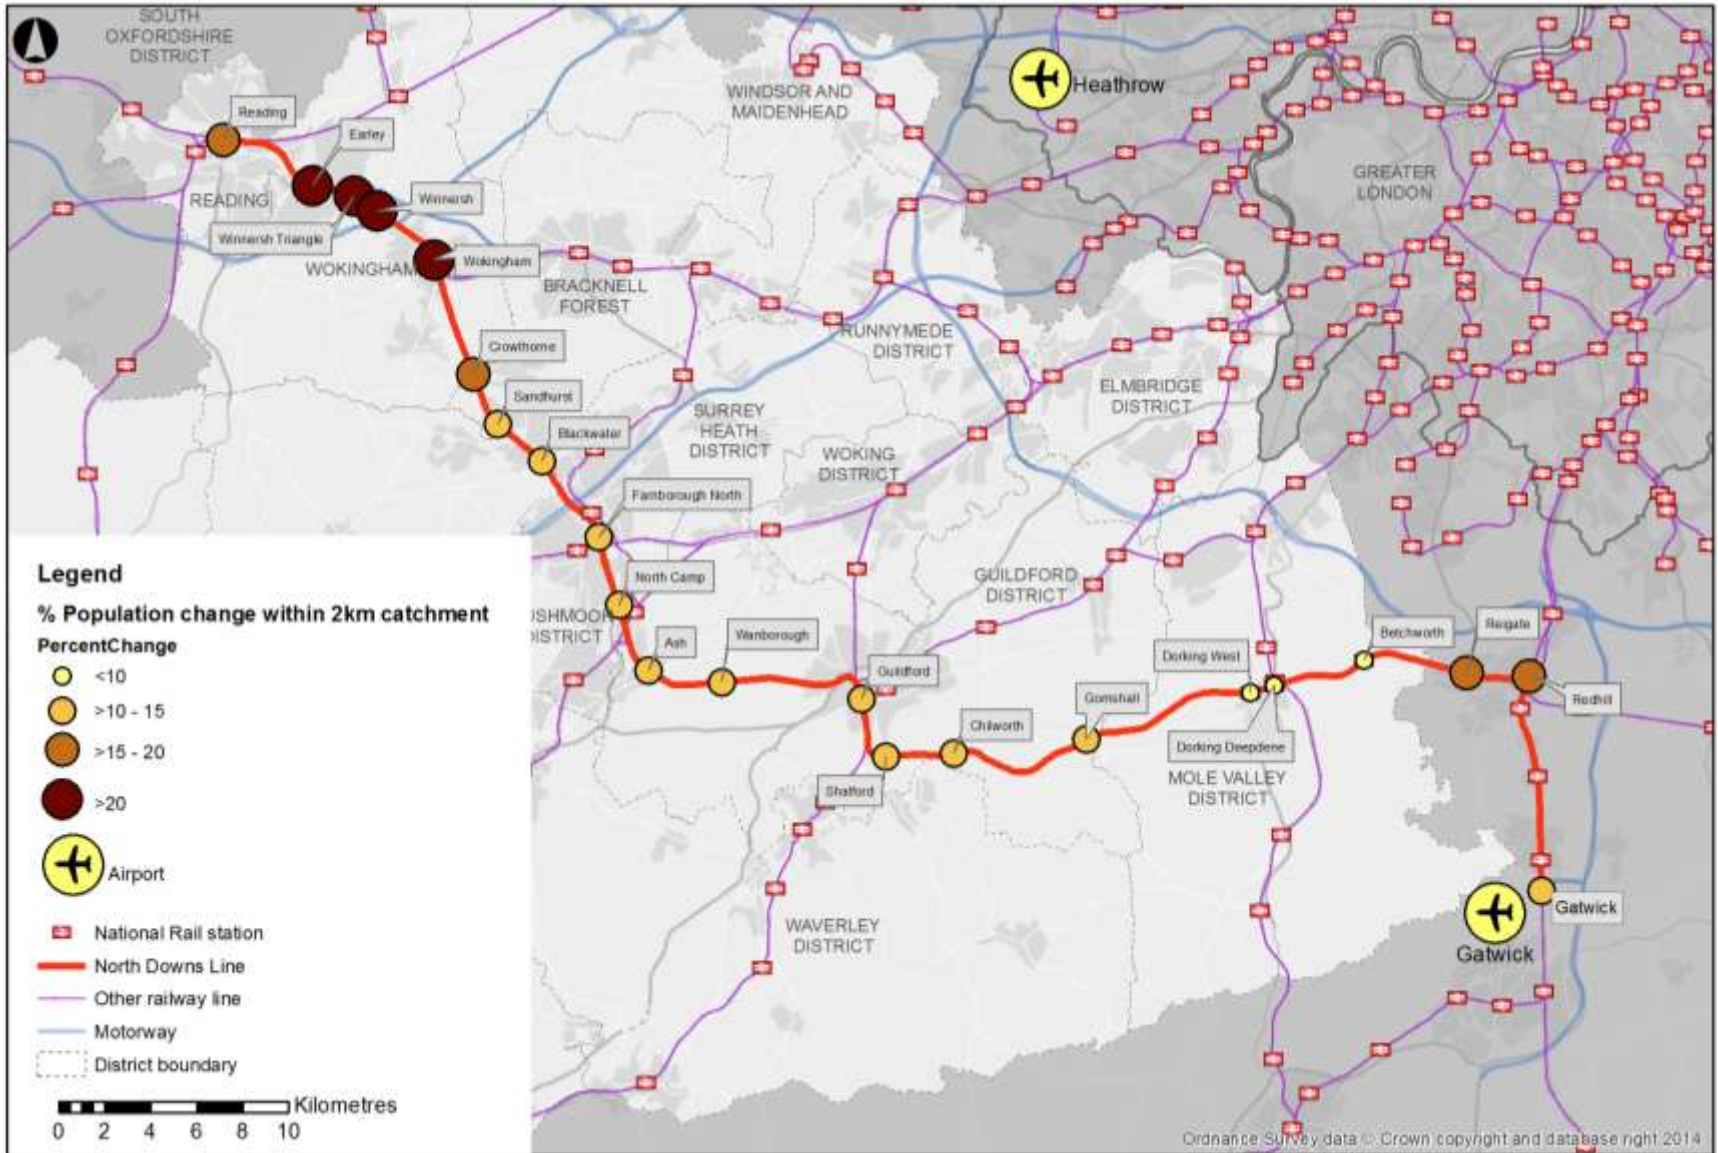 SOUTH
OXFORDSHIRE
DISTRICT
Reading
Earley
READING
Winnersh
Winnersh Triangle
WOKINGHAM
Wokingham
WINDSOR AND
MAIDENHEAD
Heathrow
GREATER
LONDON
BRACKNELL
FOREST
RUNNYMEDE
DISTRICT
ELMBRIDGE
DISTRICT
Crowthorne
Sandhurst
Blackwater
SURREY
HEATH
DISTRICT
WOKING
DISTRICT
Farnborough North
North Camp
USHMOOR
DISTRICT
Ash
Wanborough
Guildford
GUILDFORD
DISTRICT
Shalford
Chilworth
Gomshall
Dorking West
Dorking Deepdene
MOLE VALLEY
DISTRICT
Betchworth
Reigate
Redhill
WAVERLEY
DISTRICT
Gatwick
Gatwick
Legend
% Population change within 2km catchment
PercentChange
<10
>10 - 15
>15 - 20
>20
Airport
National Rail station
North Downs Line
Other railway line
Motorway
District boundary
Kilometres
0 2 4 6 8 10
Ordnance Survey data © Crown copyright and database right 2014